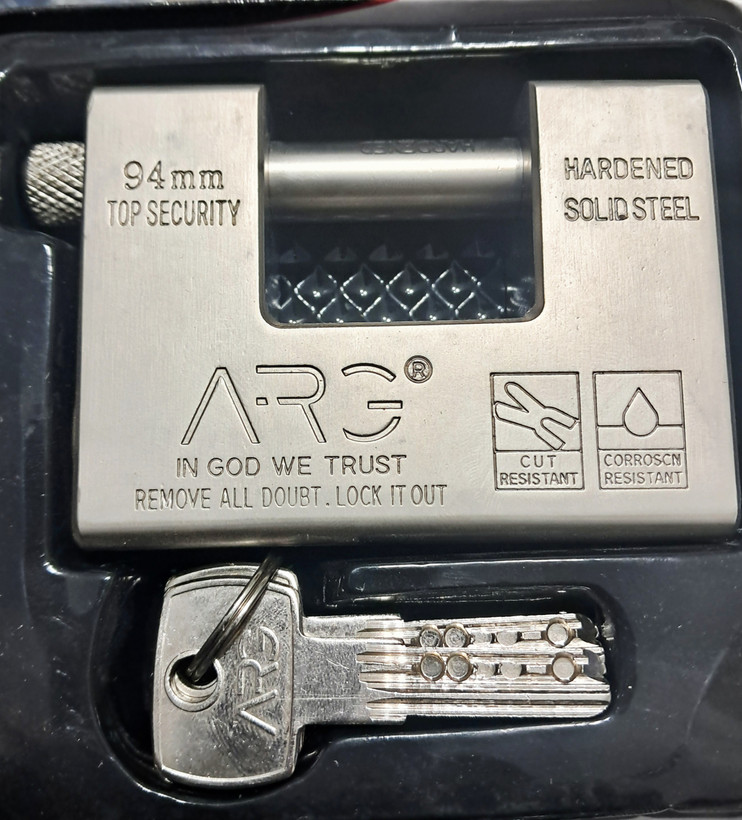 94mm
TOP SECURITY
HARDENED
HARDENED
SOLID STEEL
ARG®
IN GOD WE TRUST
REMOVE ALL DOUBT.LOCK IT OUT
CUT
RESISTANT
CORROSCN
RESISTANT
ARG